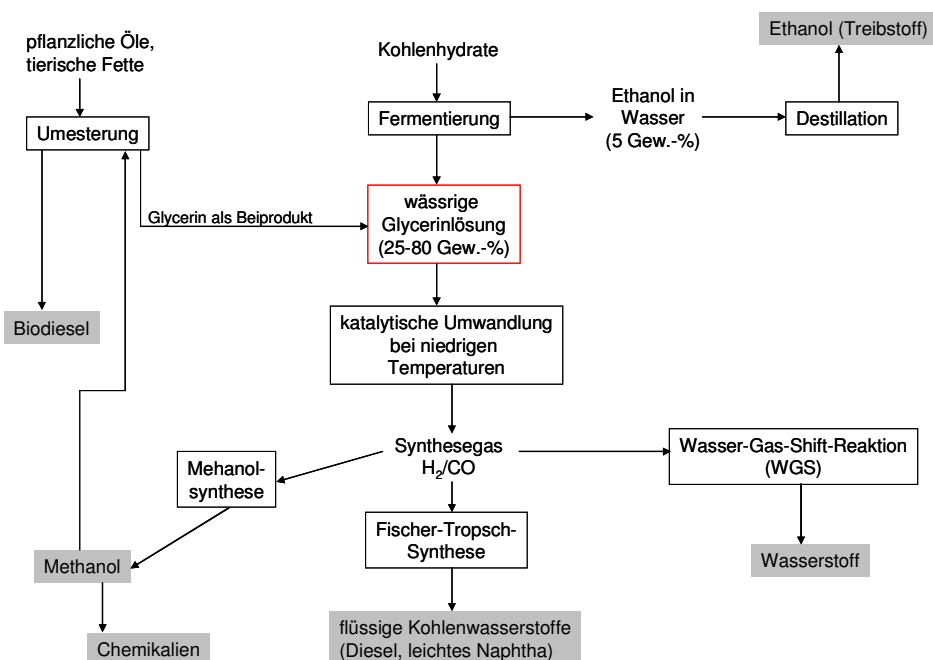 Ethanol (Treibstoff)
pflanzliche Öle,
tierische Fette
Kohlenhydrate
Umesterung
Fermentierung
Ethanol in
Wasser
(5 Gew.-%)
Destillation
Glycerin als Beiprodukt
wässrige
Glycerinlösung
(25-80 Gew.-%)
Biodiesel
katalytische Umwandlung
bei niedrigen
Temperaturen
Synthesegas
H₂/CO
Wasser-Gas-Shift-Reaktion
(WGS)
Mehanol-
synthese
Fischer-Tropsch-
Synthese
Methanol
Wasserstoff
Chemikalien
flüssige Kohlenwasserstoffe
(Diesel, leichtes Naphtha)